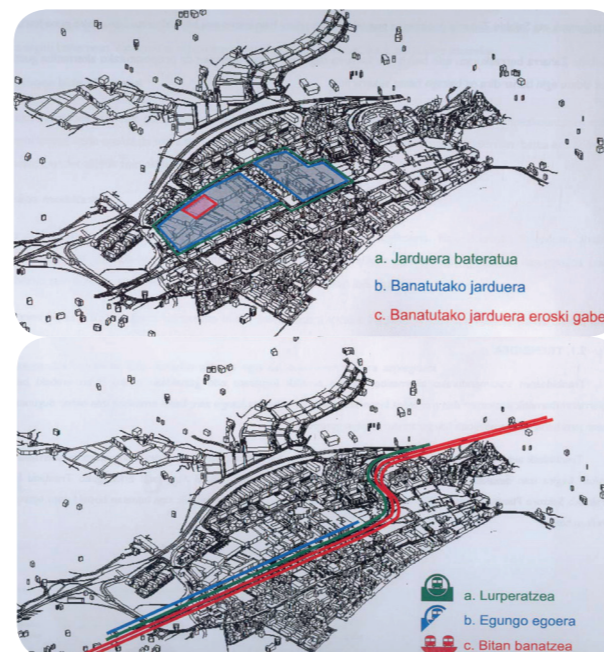 a. Jarduera bateratua
b. Banatutako jarduera
c. Banatutako jarduera eroski gabe
a. Lurperatzea
b. Egungo egoera
c. Bitan banatzea